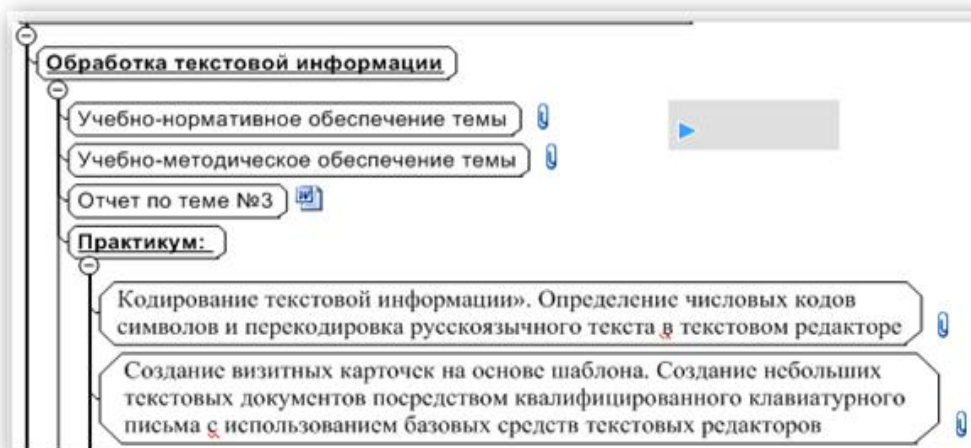 Обработка текстовой информации
Учебно-нормативное обеспечение темы
Учебно-методическое обеспечение темы
Отчет по теме №3
Практикум:
Кодирование текстовой информации». Определение числовых кодов
символов и перекодировка русскоязычного текста в текстовом редакторе
Создание визитных карточек на основе шаблона. Создание небольших
текстовых документов посредством квалифицированного клавиатурного
письма с использованием базовых средств текстовых редакторов